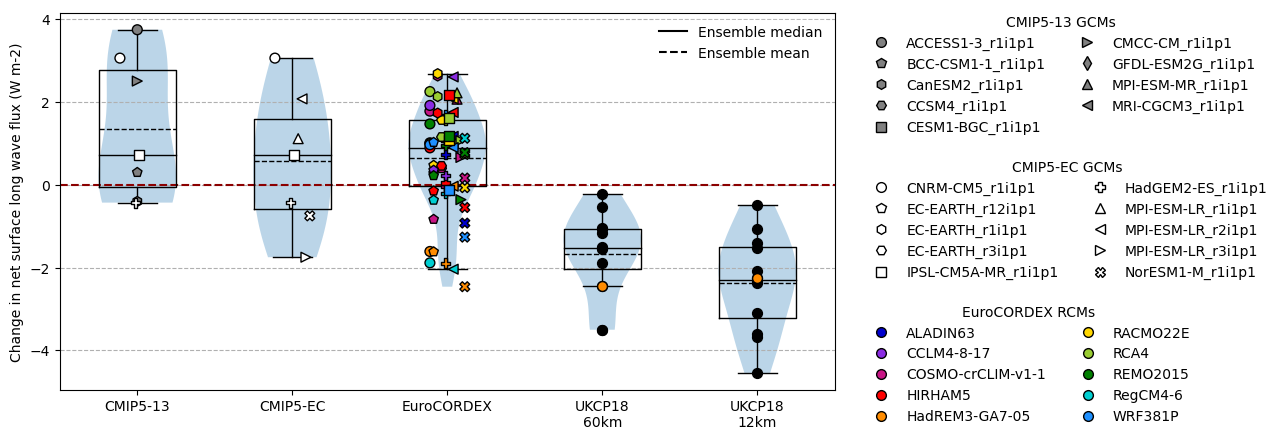 Change in net surface long wave flux (W m-2)
4
2
0
−2
−4
Ensemble median
Ensemble mean
CMIP5-13
CMIP5-EC
EuroCORDEX
UKCP18
60km
UKCP18
12km
CMIP5-13 GCMs
ACCESS1-3_r1i1p1
BCC-CSM1-1_r1i1p1
CanESM2_r1i1p1
CCSM4_r1i1p1
CESM1-BGC_r1i1p1
CMCC-CM_r1i1p1
GFDL-ESM2G_r1i1p1
MPI-ESM-MR_r1i1p1
MRI-CGCM3_r1i1p1
CMIP5-EC GCMs
CNRM-CM5_r1i1p1
EC-EARTH_r12i1p1
EC-EARTH_r1i1p1
EC-EARTH_r3i1p1
IPSL-CM5A-MR_r1i1p1
HadGEM2-ES_r1i1p1
MPI-ESM-LR_r1i1p1
MPI-ESM-LR_r2i1p1
MPI-ESM-LR_r3i1p1
NorESM1-M_r1i1p1
EuroCORDEX RCMs
ALADIN63
CCLM4-8-17
COSMO-crCLIM-v1-1
HIRHAM5
HadREM3-GA7-05
RACMO22E
RCA4
REMO2015
RegCM4-6
WRF381P